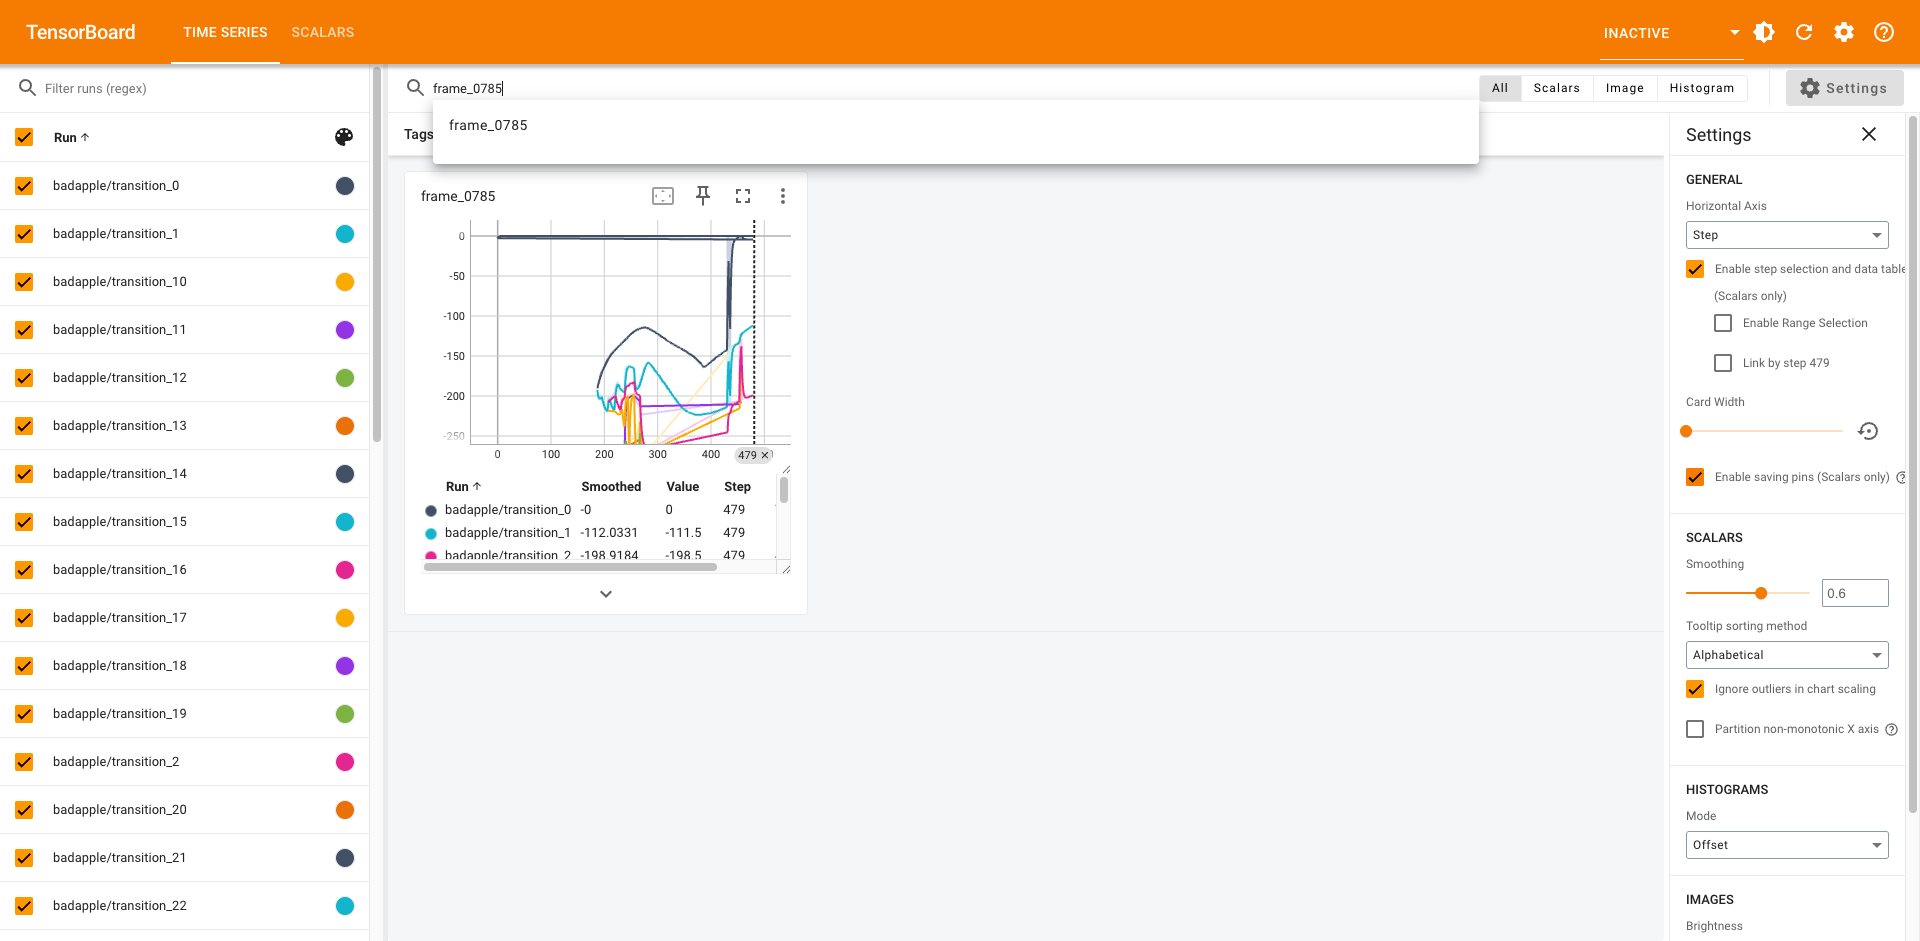 TensorBoard
TIME SERIES
SCALARS
INACTIVE
Filter runs (regex)
Run
badapple/transition_0
badapple/transition_1
badapple/transition_10
badapple/transition_11
badapple/transition_12
badapple/transition_13
badapple/transition_14
badapple/transition_15
badapple/transition_16
badapple/transition_17
badapple/transition_18
badapple/transition_19
badapple/transition_2
badapple/transition_20
badapple/transition_21
badapple/transition_22
frame_0785
All Scalars Image Histogram
Settings
frame_0785
Tags
frame_0785
0
-50
-100
-150
-200
-250
0 100 200 300 400 479
Run Smoothed Value Step
badapple/transition_0 -0 0 479
badapple/transition_1 -112.0331 -111.5 479
badapple/transition_2 -198.9184 -198.5 479
Settings
GENERAL
Horizontal Axis
Step
Enable step selection and data table
(Scalars only)
Enable Range Selection
Link by step 479
Card Width
Enable saving pins (Scalars only)
SCALARS
Smoothing
0.6
Tooltip sorting method
Alphabetical
Ignore outliers in chart scaling
Partition non-monotonic X axis
HISTOGRAMS
Mode
Offset
IMAGES
Brightness